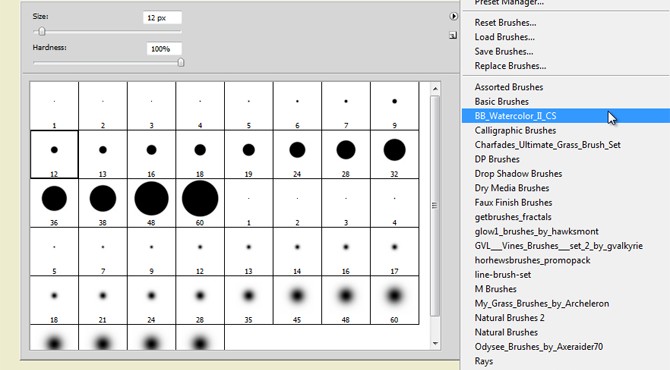 Size:
12 px
Hardness:
100%
1 2 3 4 5 6 7 9
12 13 16 18 19 24 28 32
36 38 48 60 1 2 3 4
5 7 9 12 13 14 16 17
18 21 24 28 35 45 48 60
Preset Manager...
Reset Brushes...
Load Brushes...
Save Brushes...
Replace Brushes...
Assorted Brushes
Basic Brushes
BB_Watercolor_II_CS
Calligraphic Brushes
Charfades_Ultimate_Grass_Brush_Set
DP Brushes
Drop Shadow Brushes
Dry Media Brushes
Faux Finish Brushes
getbrushes_fractals
glow1_brushes_by_hawksmont
GVL___Vines_Brushes___set_2_by_gvalkyrie
horhewsbrushes_promopack
line-brush-set
M Brushes
My_Grass_Brushes_by_Archeleron
Natural Brushes 2
Natural Brushes
Odysee_Brushes_by_Axeraider70
Rays